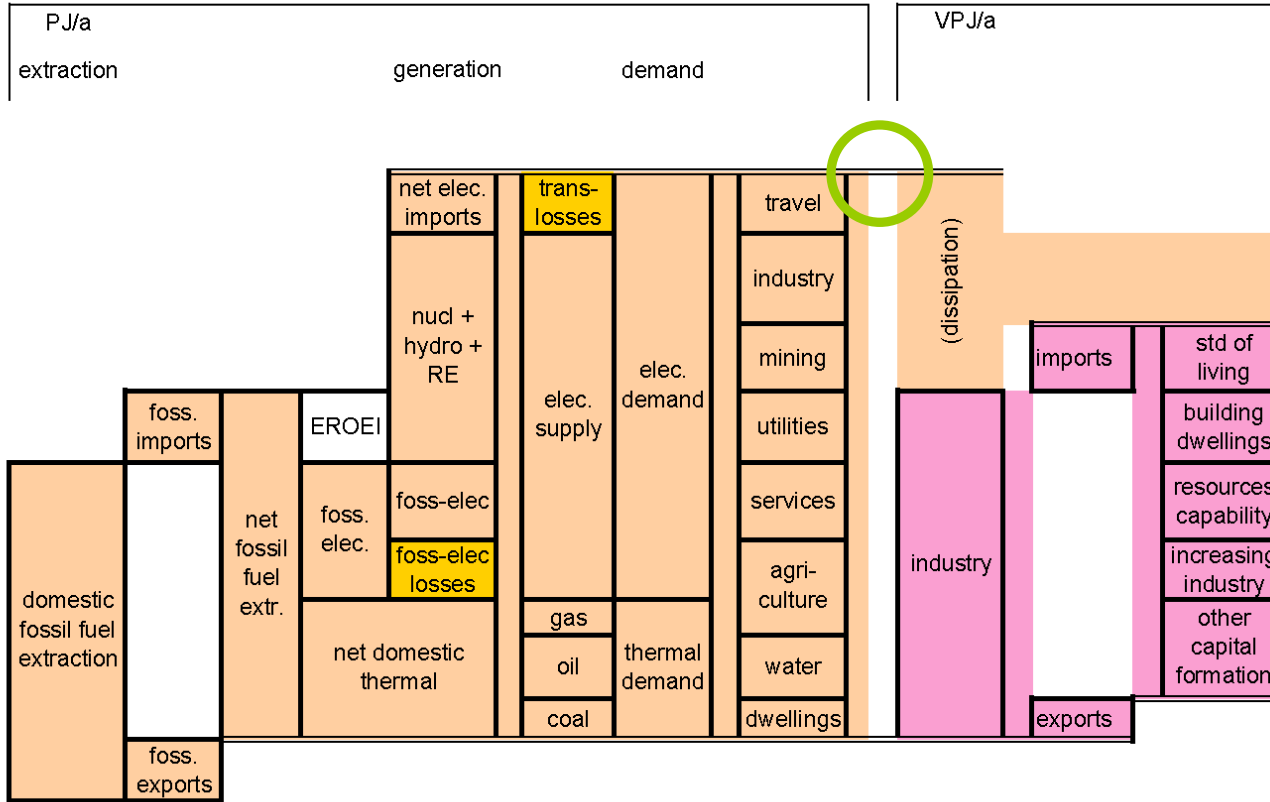 PJ/a
VPJ/a
extraction
generation
demand
net elec.
imports
trans-
losses
travel
industry
nucl +
hydro +
RE
mining
(dissipation)
imports
std of
living
foss.
imports
EROEI
elec.
supply
elec.
demand
utilities
building
dwellings
net
fossil
fuel
extr.
foss.
elec.
foss-elec
services
resources
capability
foss-elec
losses
agri-
culture
industry
increasing
industry
domestic
fossil fuel
extraction
net domestic
thermal
gas
oil
coal
thermal
demand
water
dwellings
other
capital
formation
exports
foss.
exports